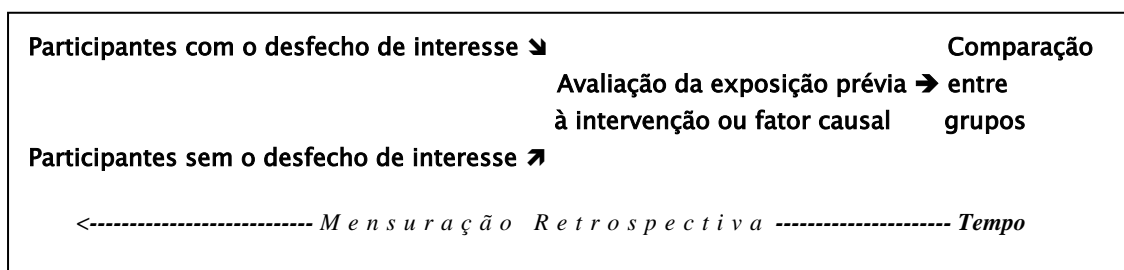 Participantes com o desfecho de interesse ➘ Comparação
Avaliação da exposição prévia ➔ entre
à intervenção ou fator causal grupos
Participantes sem o desfecho de interesse ➚
<---------------------------- Mensuração Retrospectiva ---------------------- Tempo